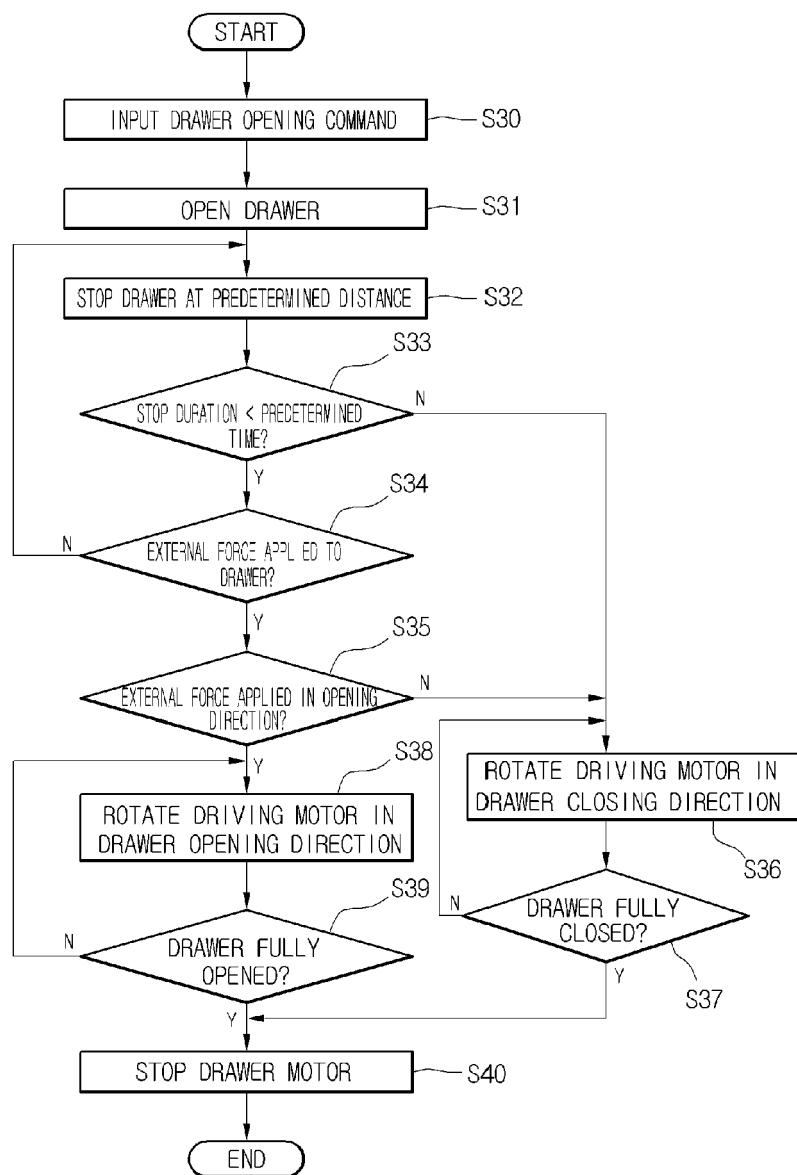 START
INPUT DRAWER OPENING COMMAND
S30
OPEN DRAWER
S31
STOP DRAWER AT PREDETERMINED DISTANCE
S32
S33
STOP DURATION < PREDETERMINED
TIME?
N
Y
S34
EXTERNAL FORCE APPLIED TO
DRAWER?
N
Y
S35
EXTERNAL FORCE APPLIED IN OPENING
DIRECTION?
N
Y
S38
ROTATE DRIVING MOTOR IN
DRAWER OPENING DIRECTION
ROTATE DRIVING MOTOR IN
DRAWER CLOSING DIRECTION
S36
S39
DRAWER FULLY
OPENED?
N
Y
DRAWER FULLY
CLOSED?
N
Y
S37
STOP DRAWER MOTOR
S40
END